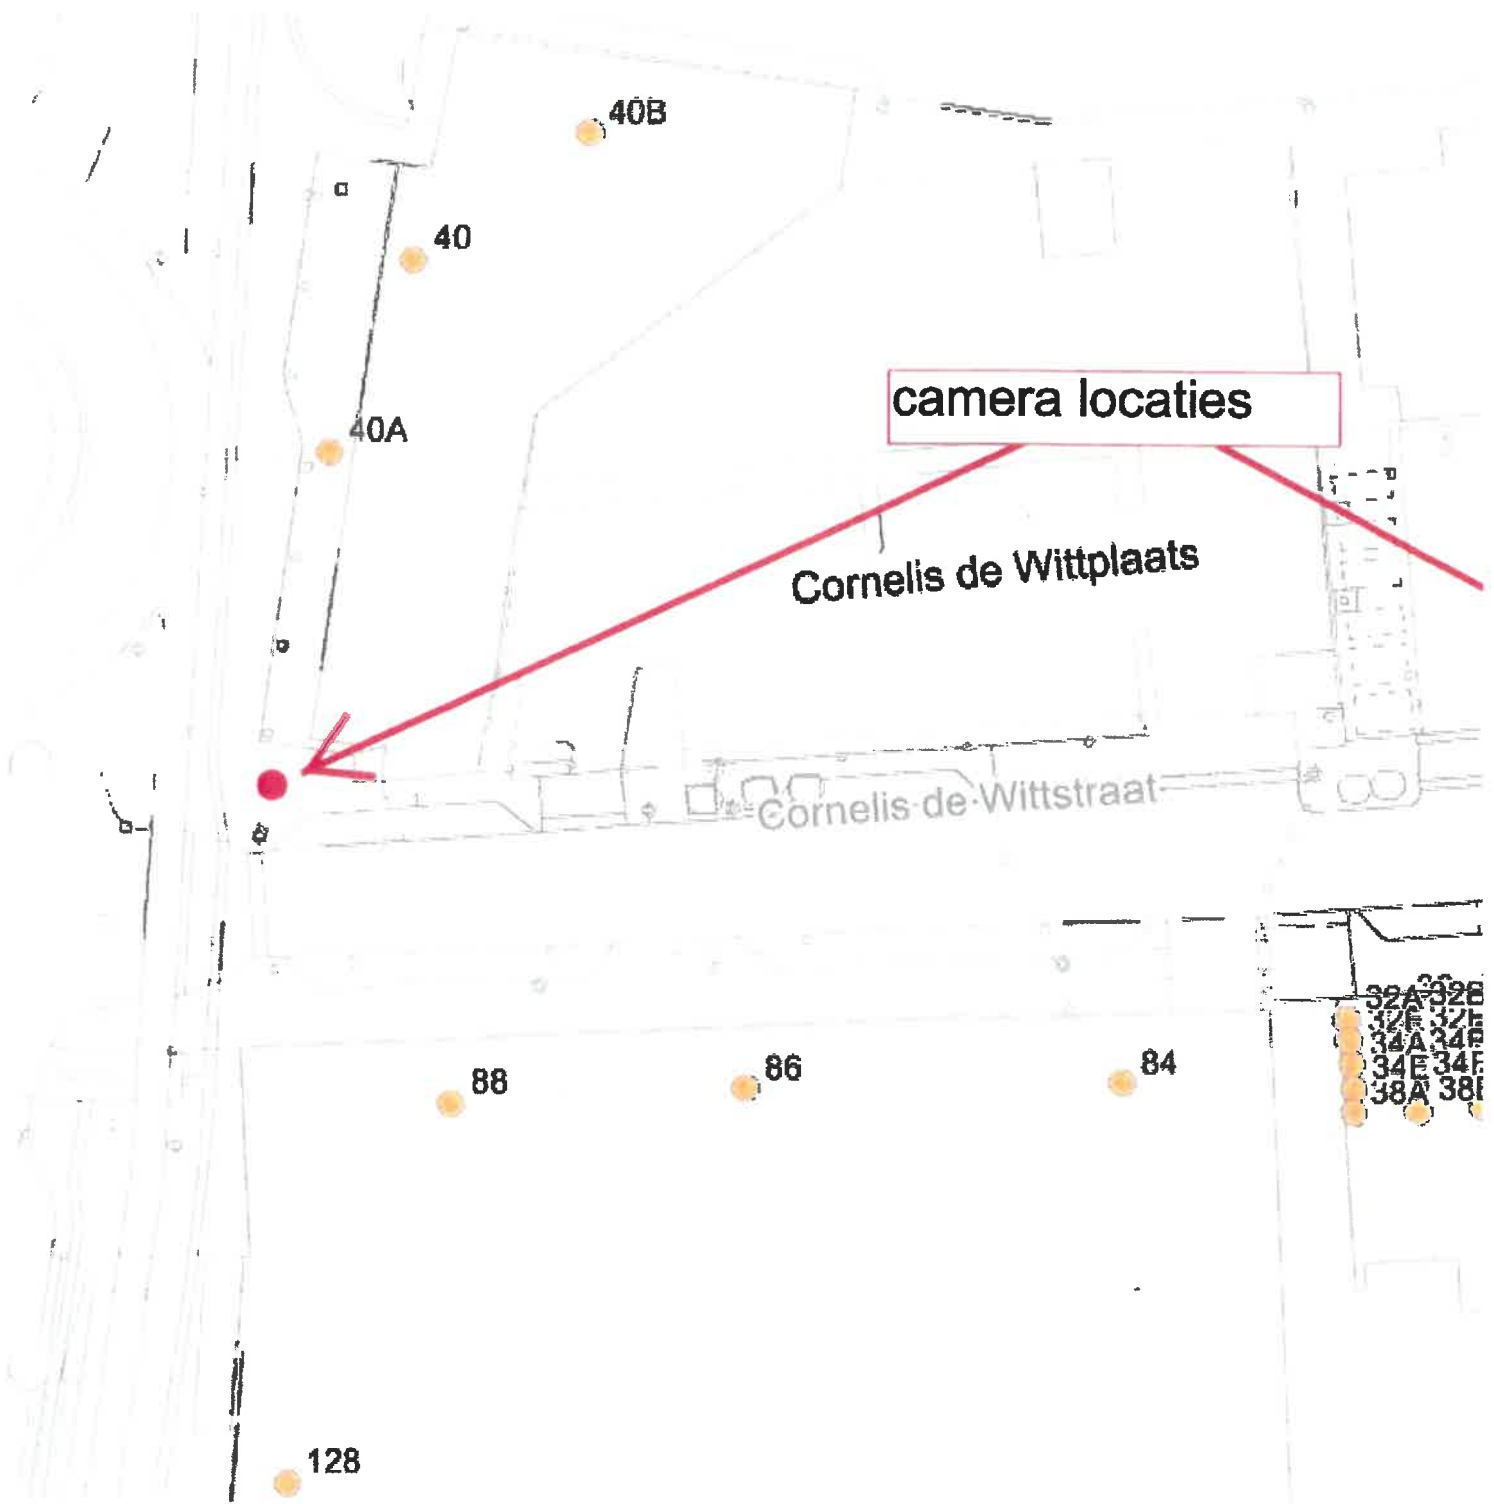 40B
40
40A
camera locaties
Cornelis de Wittplaats
Cornelis de Wittstraat
32A
34A
34E
38A
88
86
84
128